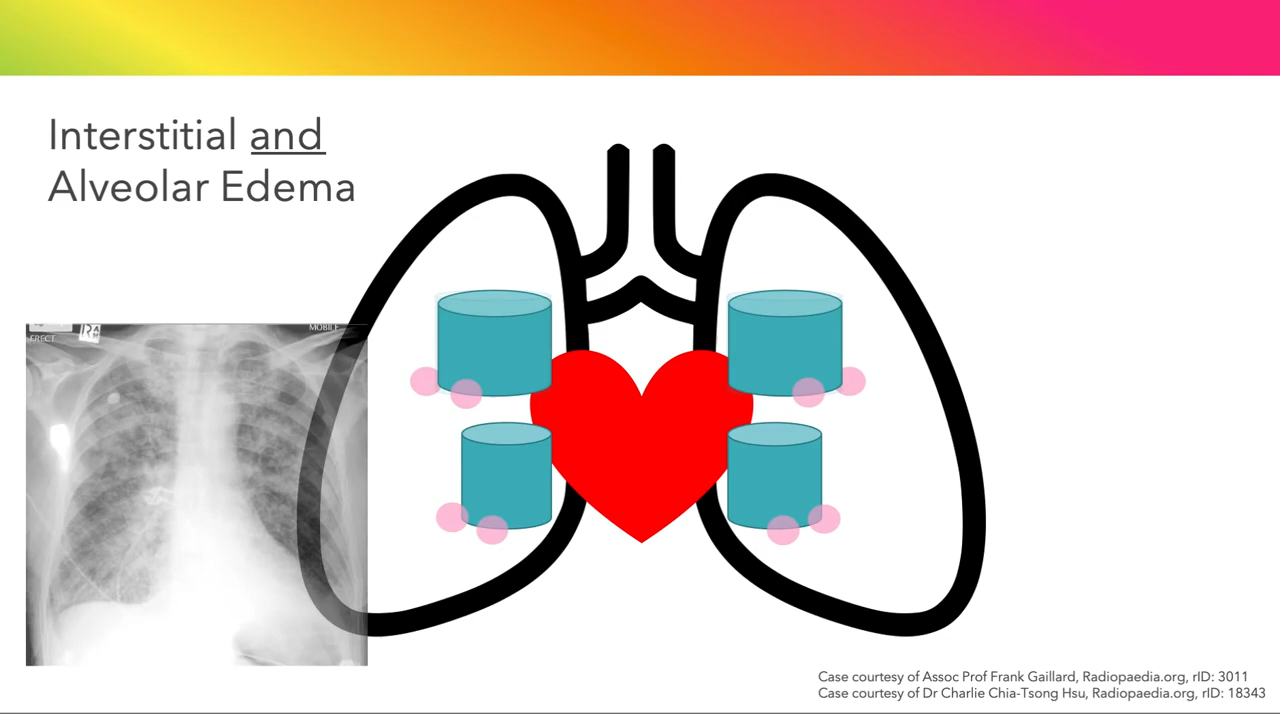 Interstitial and
Alveolar Edema
MOBILE
ERECT
Case courtesy of Assoc Prof Frank Gaillard, Radiopaedia.org, rID: 3011
Case courtesy of Dr Charlie Chia-Tsong Hsu, Radiopaedia.org, rID: 18343